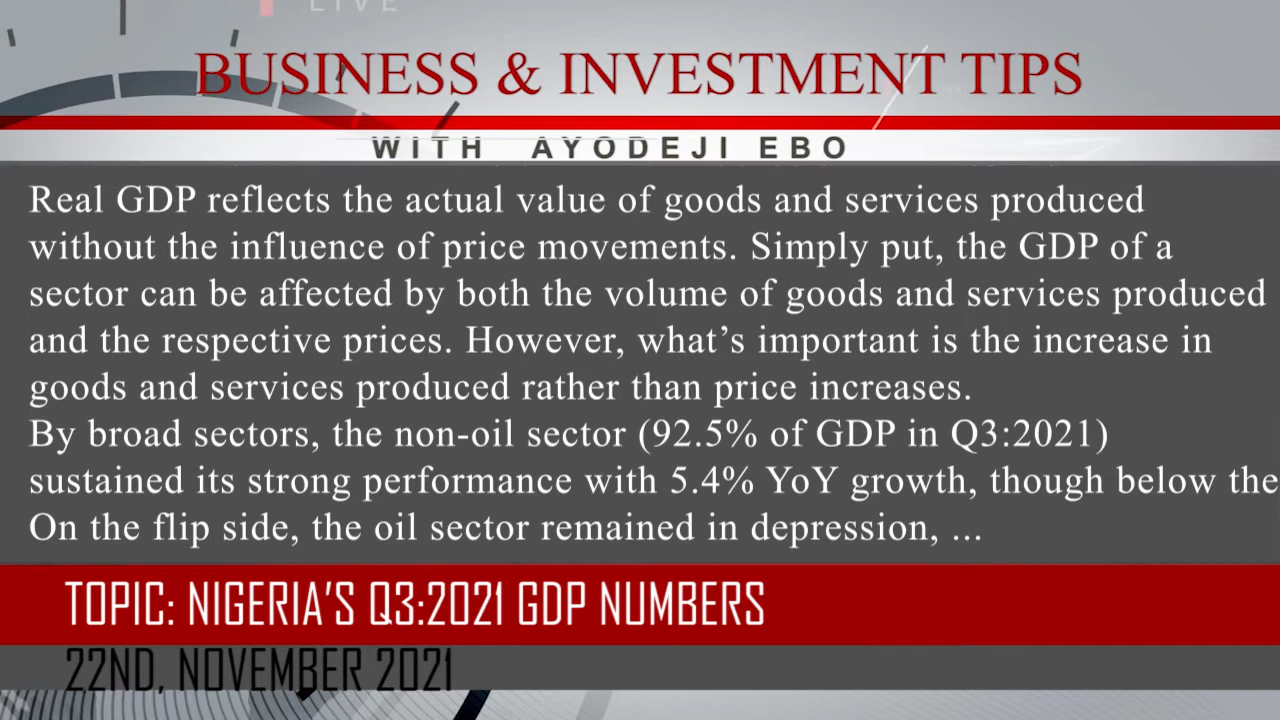 LIVE
BUSINESS & INVESTMENT TIPS
WITH AYODEJI EBO
Real GDP reflects the actual value of goods and services produced
without the influence of price movements. Simply put, the GDP of a
sector can be affected by both the volume of goods and services produced
and the respective prices. However, what’s important is the increase in
goods and services produced rather than price increases.
By broad sectors, the non-oil sector (92.5% of GDP in Q3:2021)
sustained its strong performance with 5.4% YoY growth, though below the
On the flip side, the oil sector remained in depression, ...
TOPIC: NIGERIA’S Q3:2021 GDP NUMBERS
22ND, NOVEMBER 2021